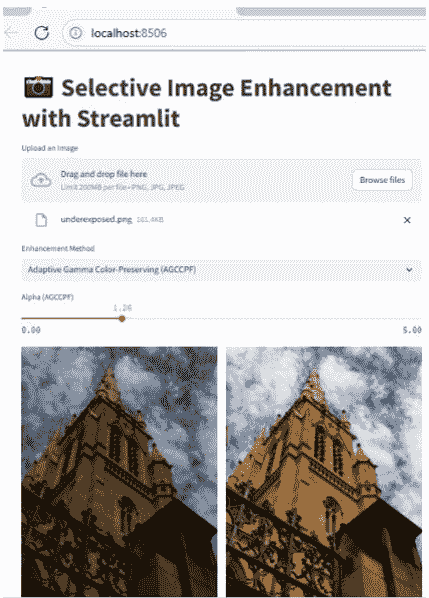 localhost:8506
Selective Image Enhancement
with Streamlit
Upload an Image
Drag and drop file here
Limit 200MB per file • PNG, JPG, JPEG
Browse files
underexposed.png 161.4KB
Enhancement Method
Adaptive Gamma Color-Preserving (AGCCPF)
Alpha (AGCCPF)
1.26
0.00 5.00